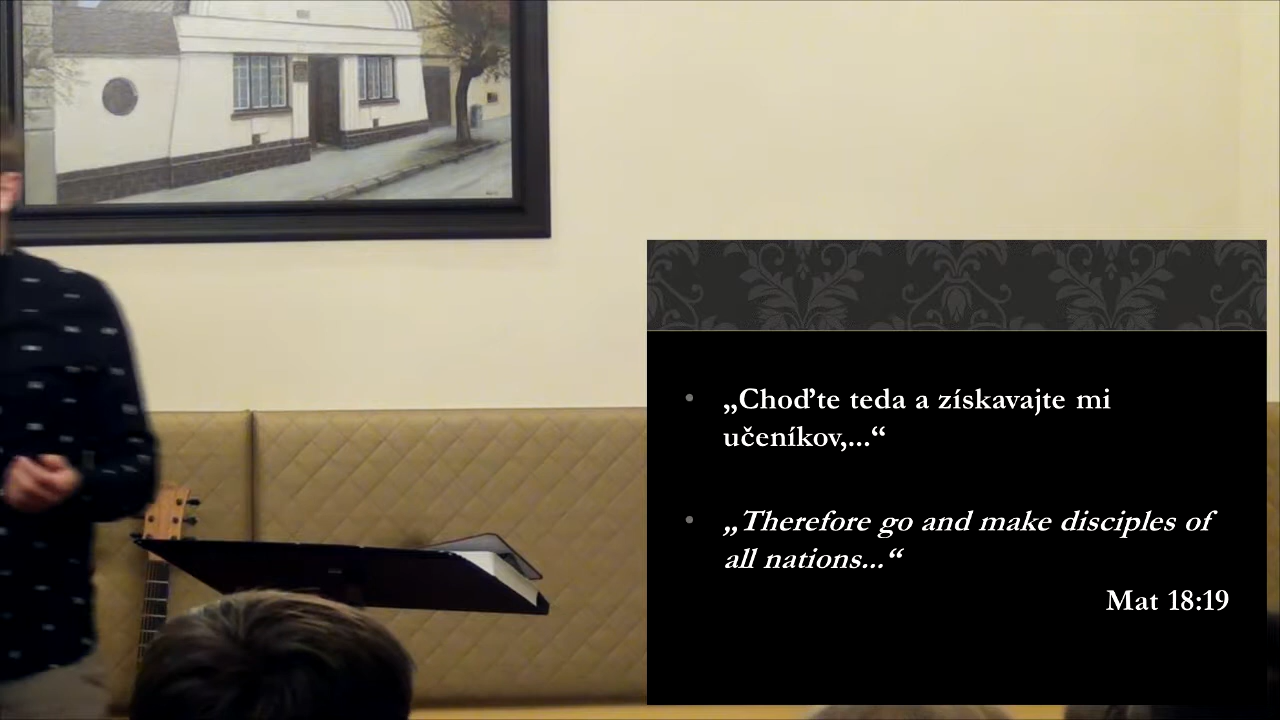 „Choďte teda a získavajte mi
učeníkov,...“
„Therefore go and make disciples of
all nations...“
Mat 18:19